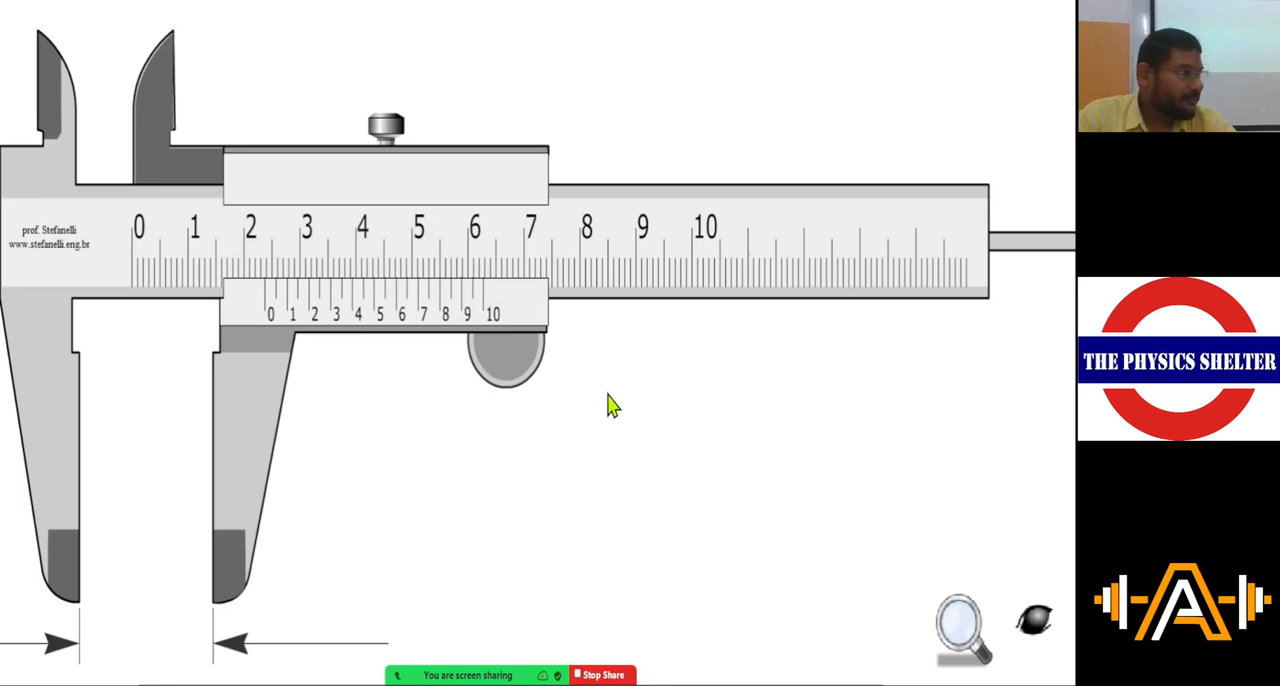 prof. Stefanelli
www.stefanelli.eng.br
0 1 2 3 4 5 6 7 8 9 10
0 1 2 3 4 5 6 7 8 9 10
THE PHYSICS SHELTER
You are screen sharing
Stop Share